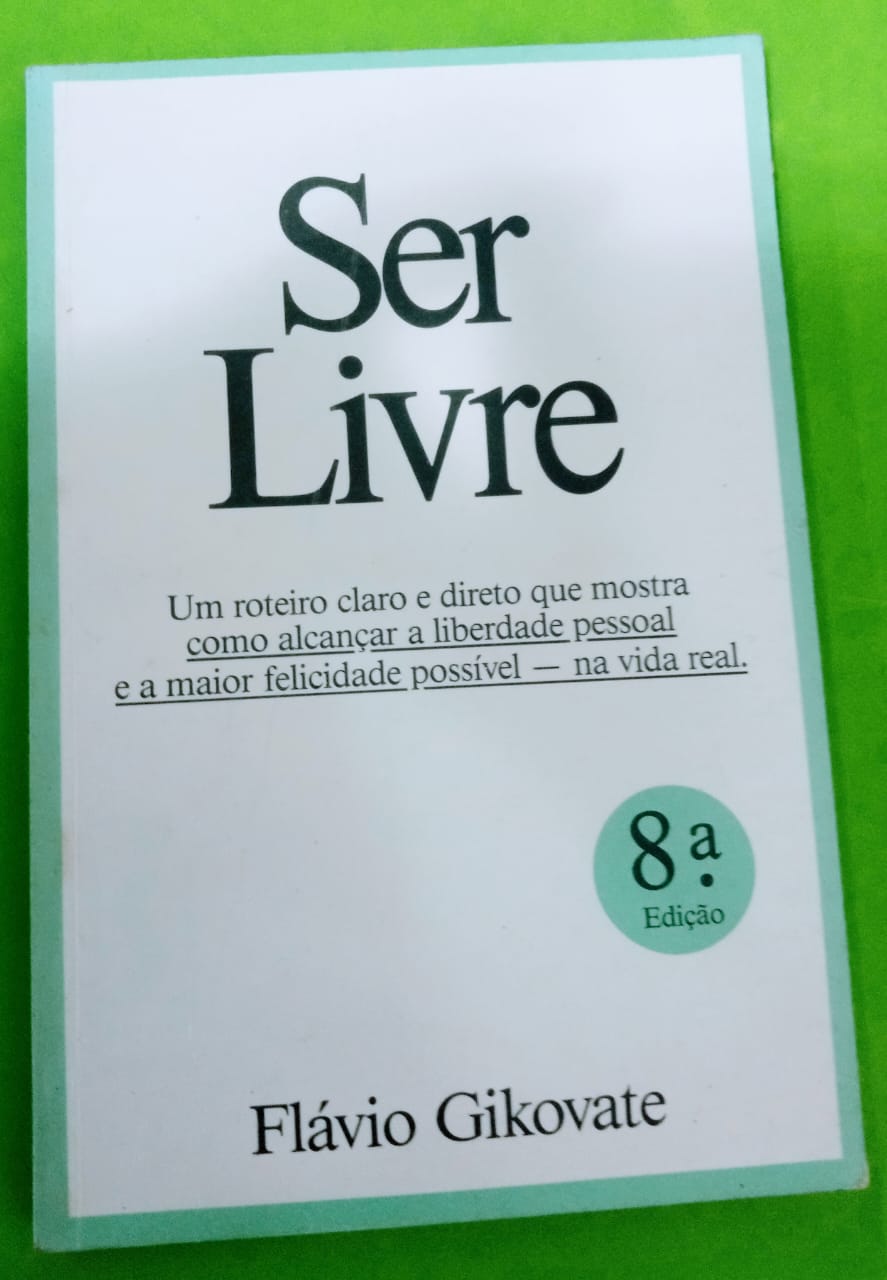 Ser
Livre
Um roteiro claro e direto que mostra
como alcançar a liberdade pessoal
e a maior felicidade possível — na vida real.
8ª.
Edição
Flávio Gikovate